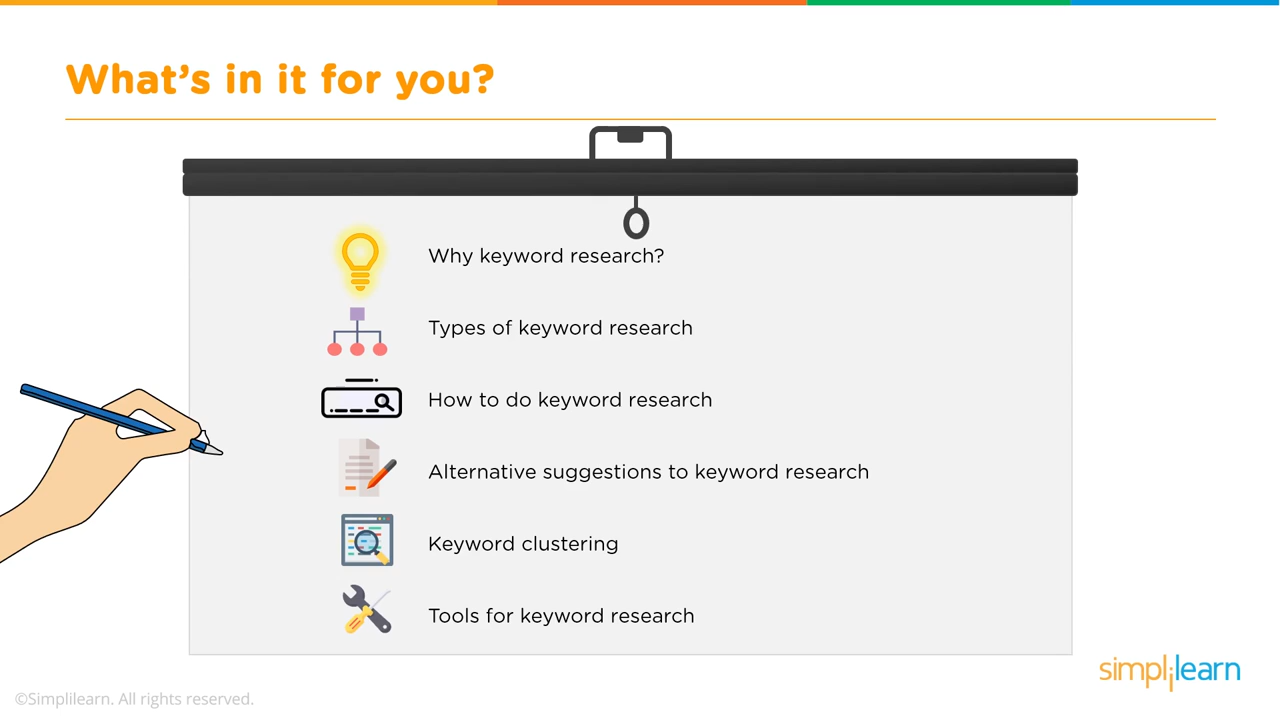 What's in it for you?
Why keyword research?
Types of keyword research
How to do keyword research
Alternative suggestions to keyword research
Keyword clustering
Tools for keyword research
simplilearn
©Simplilearn. All rights reserved.